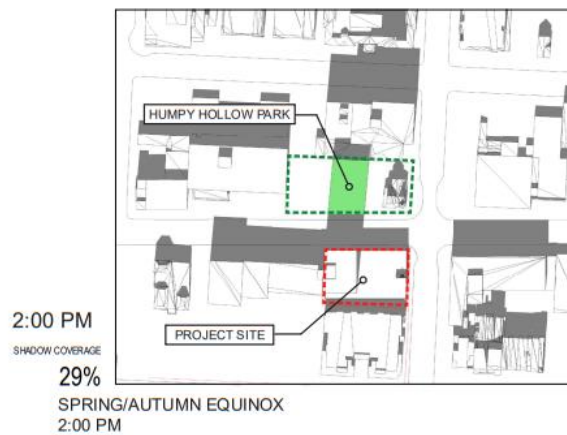 HUMPY HOLLOW PARK
PROJECT SITE
2:00 PM
SHADOW COVERAGE
29%
SPRING/AUTUMN EQUINOX
2:00 PM